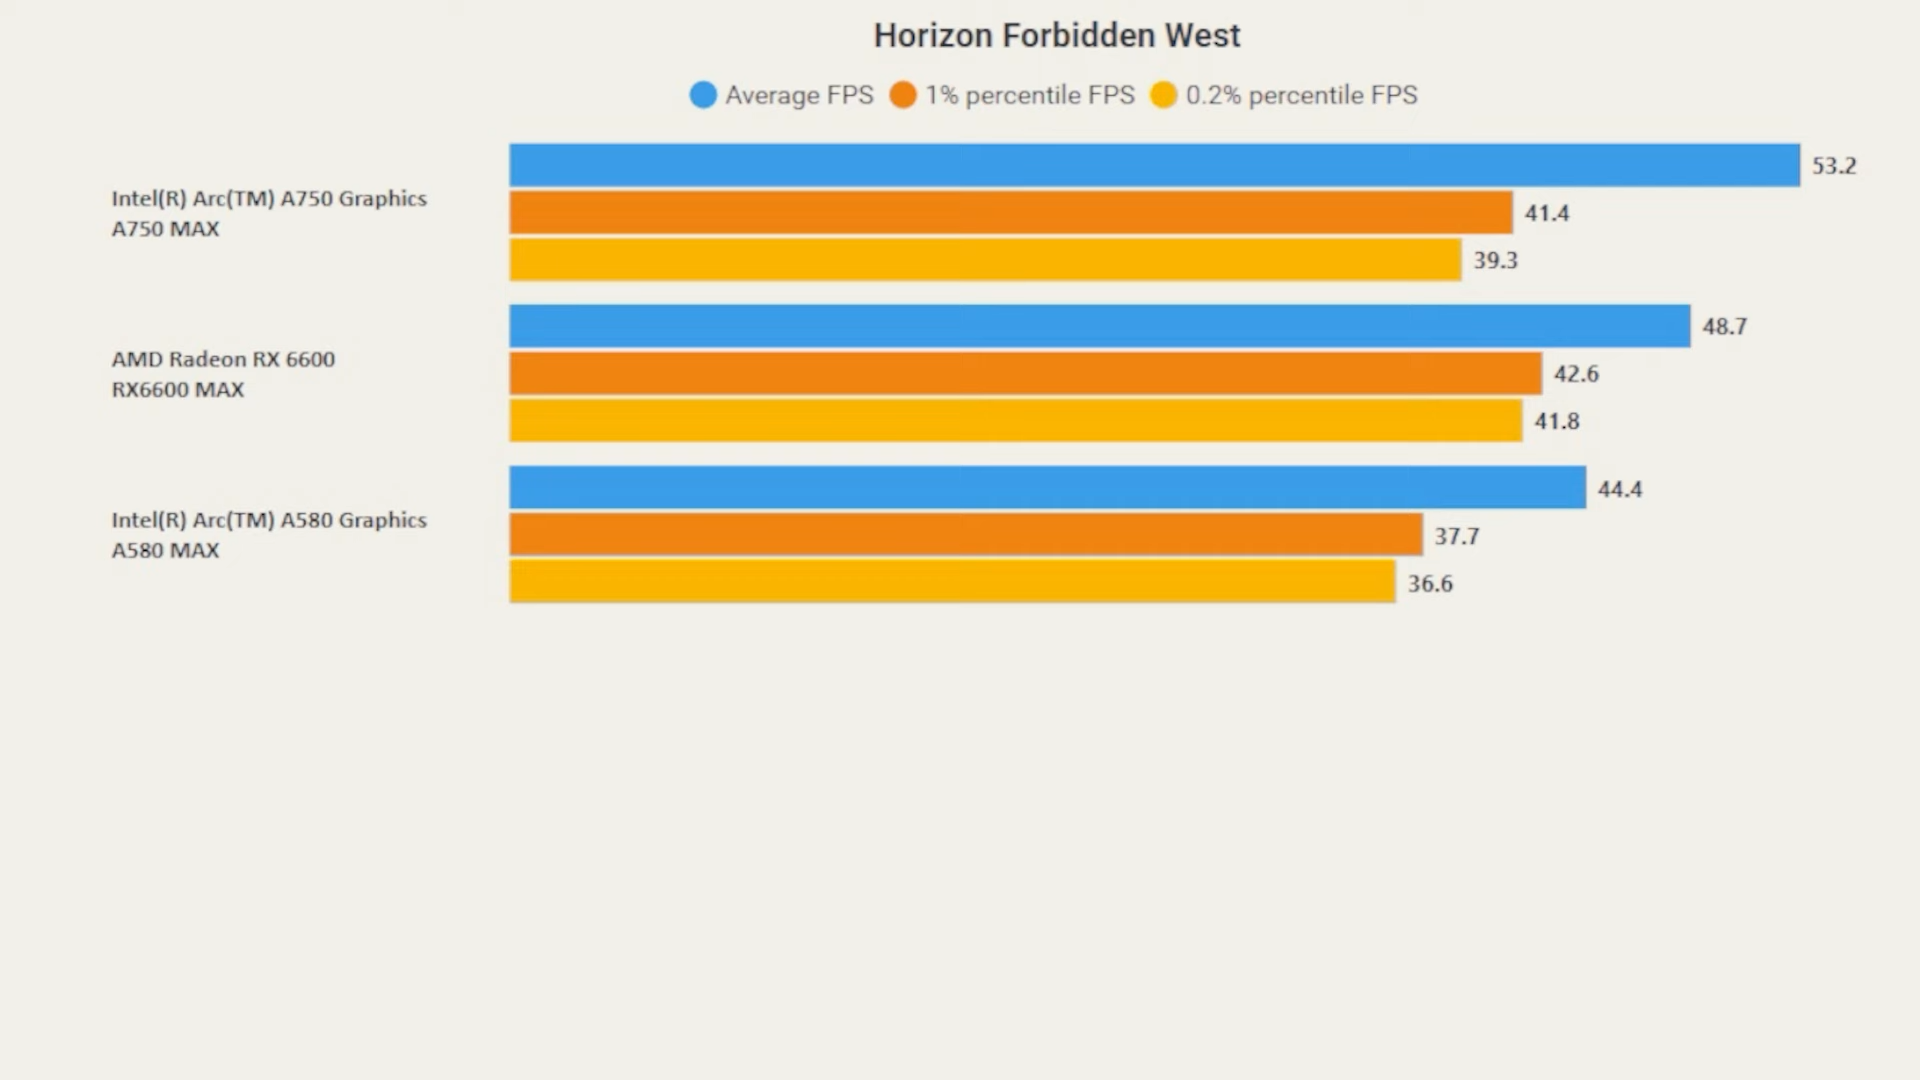 Horizon Forbidden West
Average FPS 1% percentile FPS 0.2% percentile FPS
Intel(R) Arc(TM) A750 Graphics
A750 MAX
53.2
41.4
39.3
AMD Radeon RX 6600
RX6600 MAX
48.7
42.6
41.8
Intel(R) Arc(TM) A580 Graphics
A580 MAX
44.4
37.7
36.6